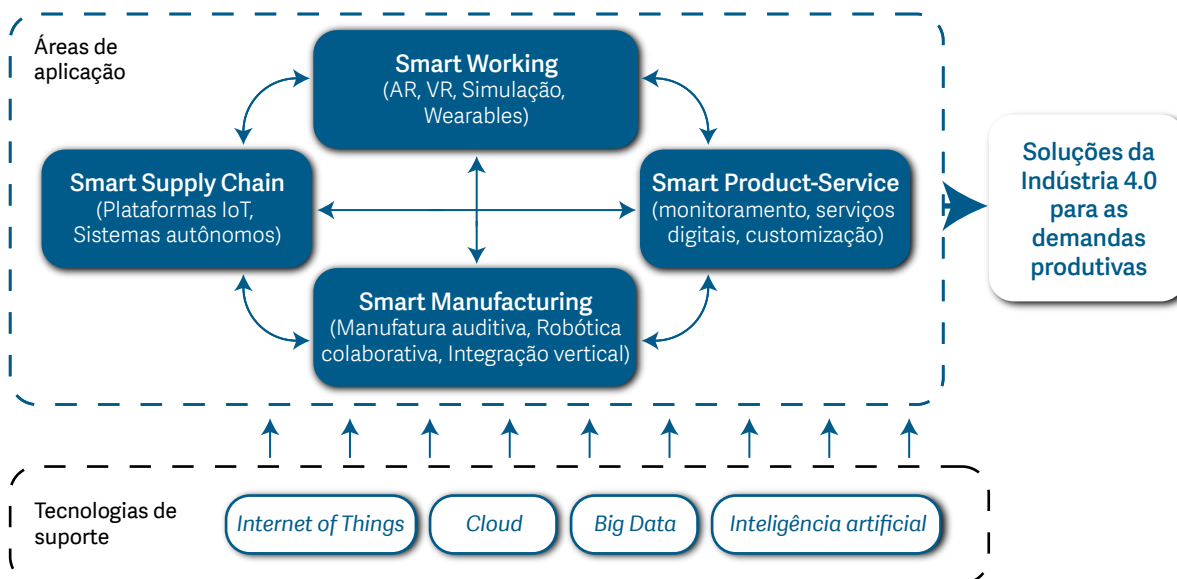 Áreas de
aplicação
Smart Working
(AR, VR, Simulação,
Wearables)
Smart Supply Chain
(Plataformas IoT,
Sistemas autônomos)
Smart Product-Service
(monitoramento, serviços
digitais, customização)
Smart Manufacturing
(Manufatura auditiva, Robótica
colaborativa, Integração vertical)
Soluções da
Indústria 4.0
para as
demandas
produtivas
Tecnologias de
suporte
Internet of Things
Cloud
Big Data
Inteligência artificial